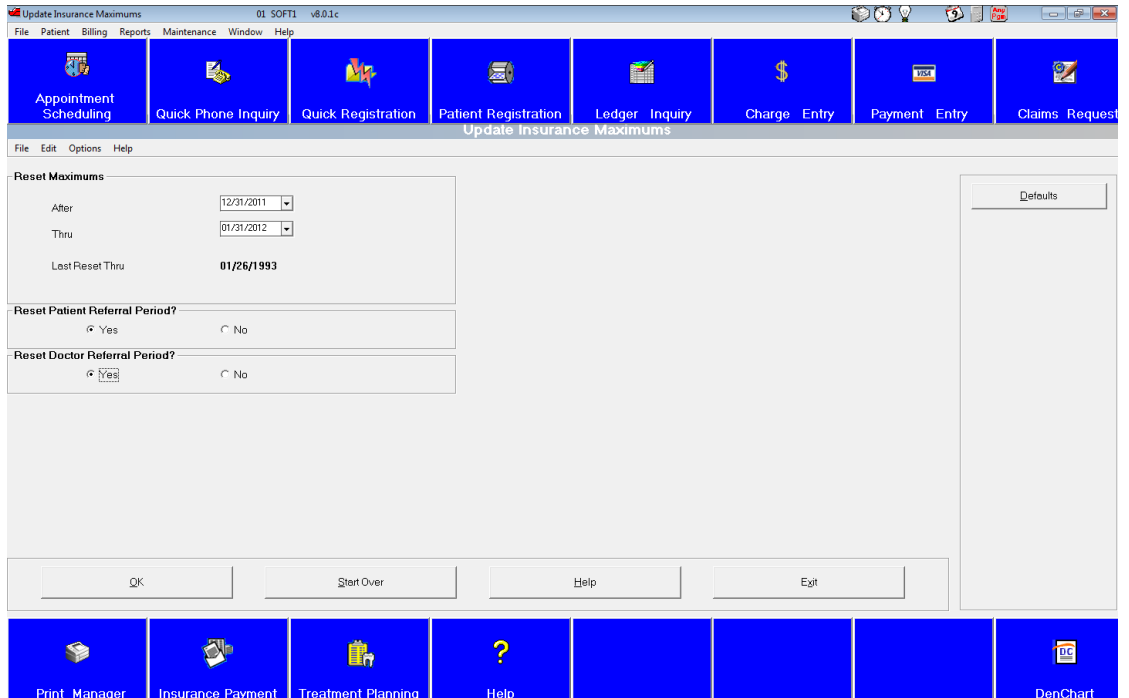 Update Insurance Maximums 01 SOFT1 v8.0.1c
Any Pgm
File Patient Billing Reports Maintenance Window Help
Appointment Scheduling
Quick Phone Inquiry
Quick Registration
Patient Registration
Ledger Inquiry
Charge Entry
VISA
Payment Entry
Claims Request
Update Insurance Maximums
File Edit Options Help
Reset Maximums
After 12/31/2011
Thru 01/31/2012
Last Reset Thru 01/26/1993
Reset Patient Referral Period?
Yes No
Reset Doctor Referral Period?
Yes No
Defaults
OK Start Over Help Exit
Print Manager
Insurance Payment
Treatment Planning
?
Help
DC
DenChart